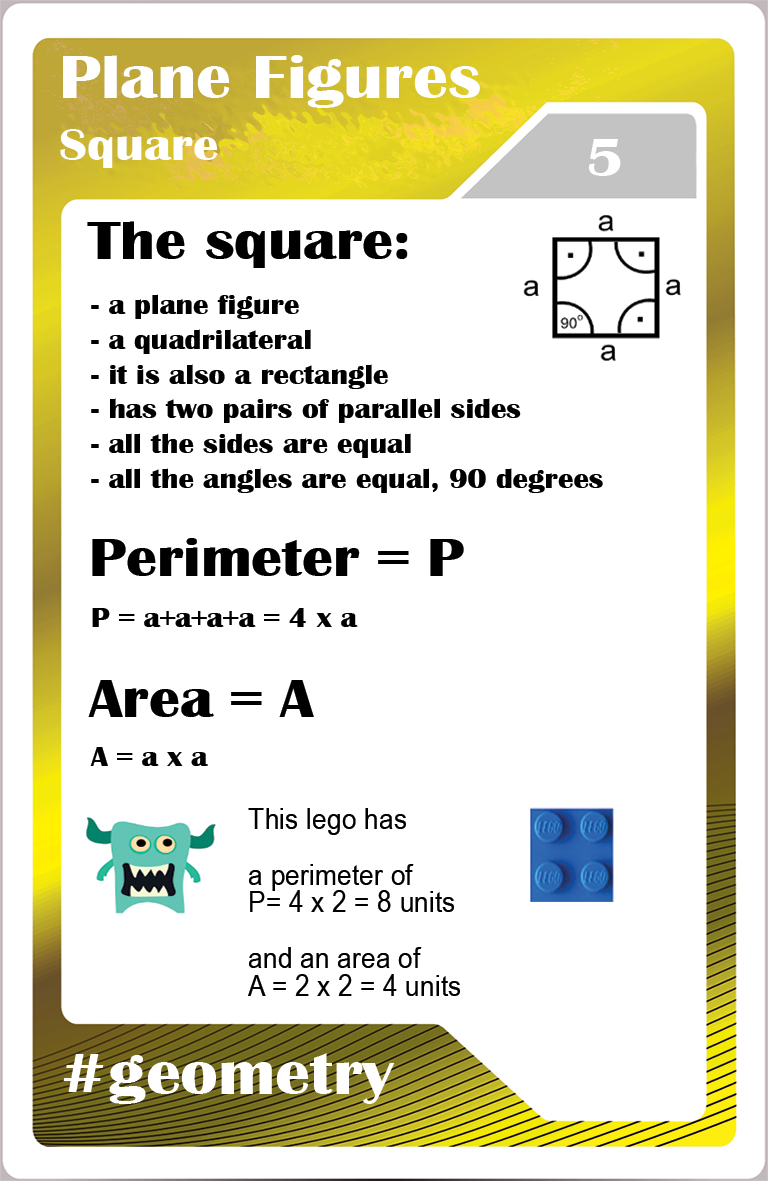 Plane Figures
Square
5
The square:
- a plane figure
- a quadrilateral
- it is also a rectangle
- has two pairs of parallel sides
- all the sides are equal
- all the angles are equal, 90 degrees
a
a
a
90°
a
Perimeter = P
P = a+a+a+a = 4 x a
Area = A
A = a x a
This lego has
a perimeter of
P= 4 x 2 = 8 units
and an area of
A = 2 x 2 = 4 units
LEGO LEGO
LEGO LEGO
#geometry